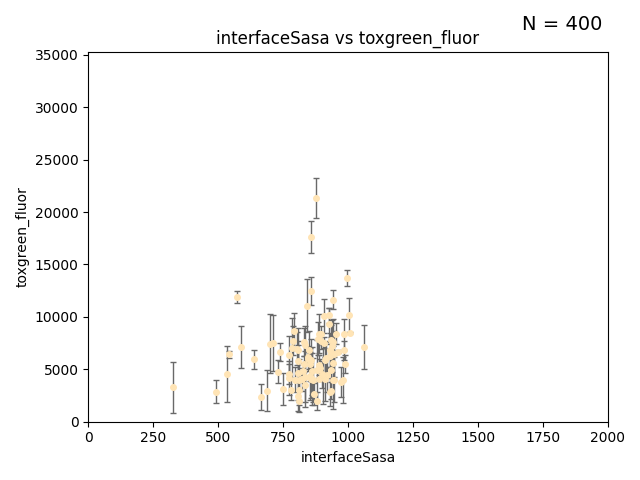 N = 400
interfaceSasa vs toxgreen_fluor
35000
30000
25000
20000
15000
10000
5000
0
toxgreen_fluor
0 250 500 750 1000 1250 1500 1750 2000
interfaceSasa